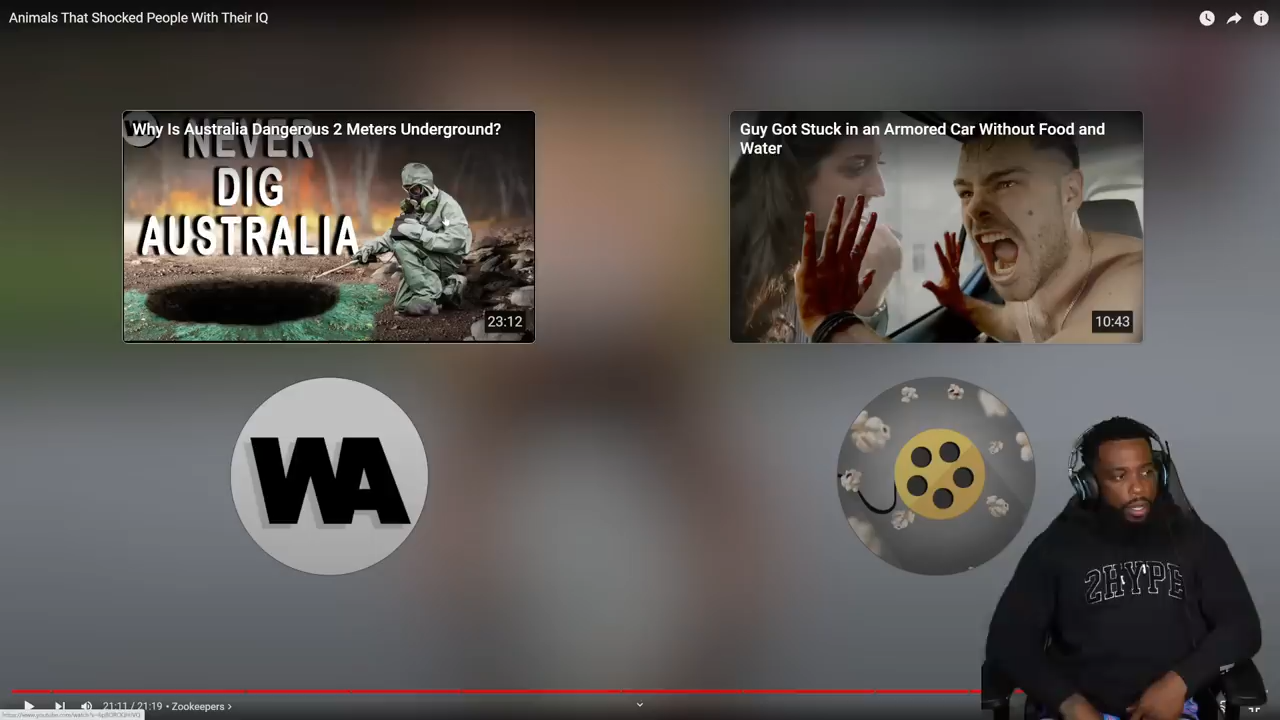 Animals That Shocked People With Their IQ
Why Is Australia Dangerous 2 Meters Underground?
NEVER
DIG
AUSTRALIA
23:12
Guy Got Stuck in an Armored Car Without Food and
Water
10:43
WA
2HYPE
21:11 / 21:19 • Zookeepers >